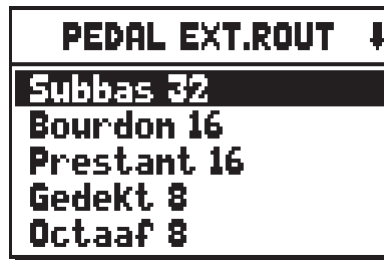 PEDAL EXT.ROUT
Subbas 32
Bourdon 16
Prestant 16
Gedekt 8
Octaaf 8